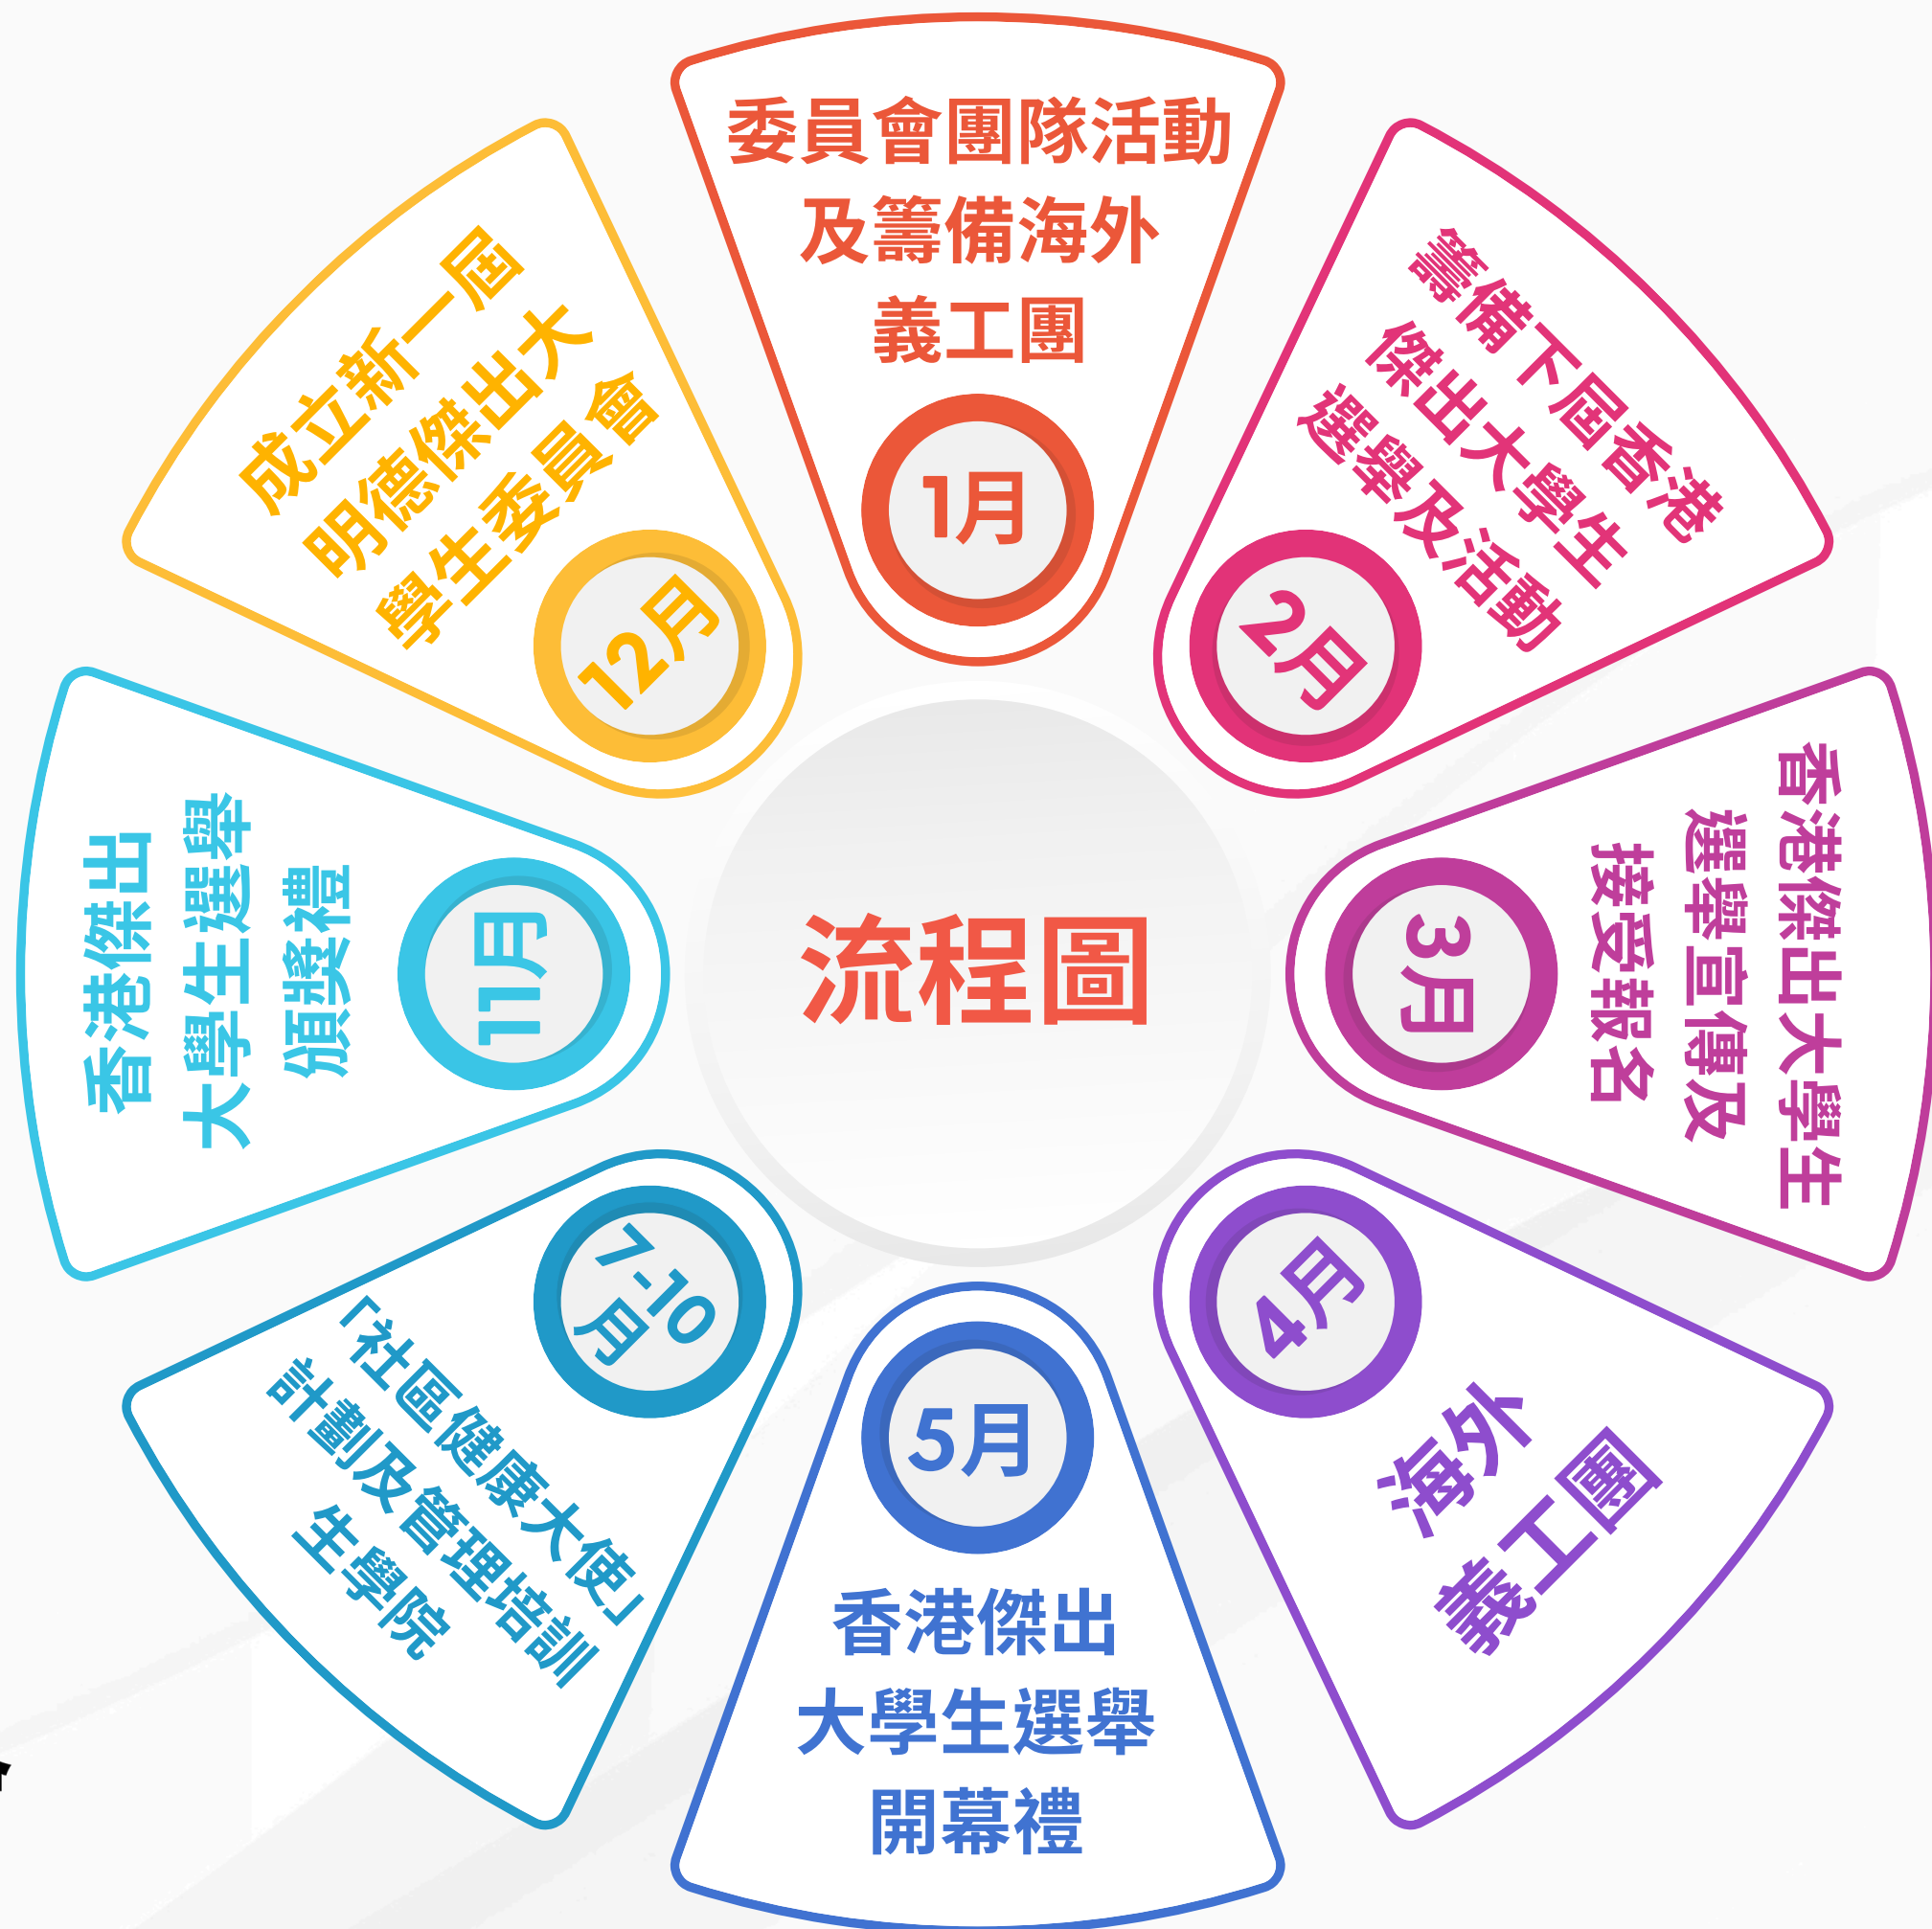 流程圖
委員會團隊活動
及籌備海外
義工團
1月
籌備下屆香港
傑出大學生
選舉及活動
2月
香港傑出大學生
選舉宣傳及
接受報名
3月
4月
海外
義工團
5月
香港傑出
大學生選舉
開幕禮
7-10
月
「社區健康大使」
計劃及管理培訓
生學院
香港傑出
大學生選舉
頒獎禮
11月
成立新一屆
明德傑出大
學生委員會
12月